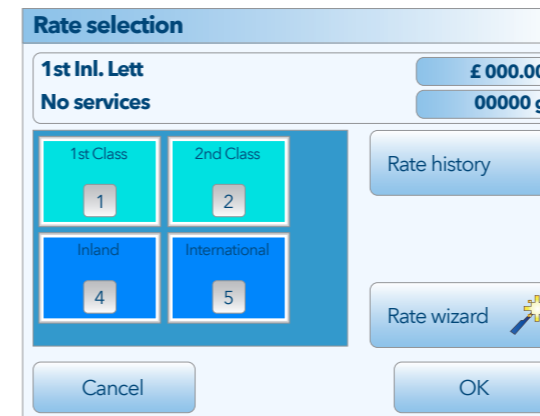 Rate selection
1st Inl. Lett
£ 000.00
No services
00000 g
1st Class
2nd Class
1
2
Rate history
Inland
International
4
5
Rate wizard
Cancel
OK